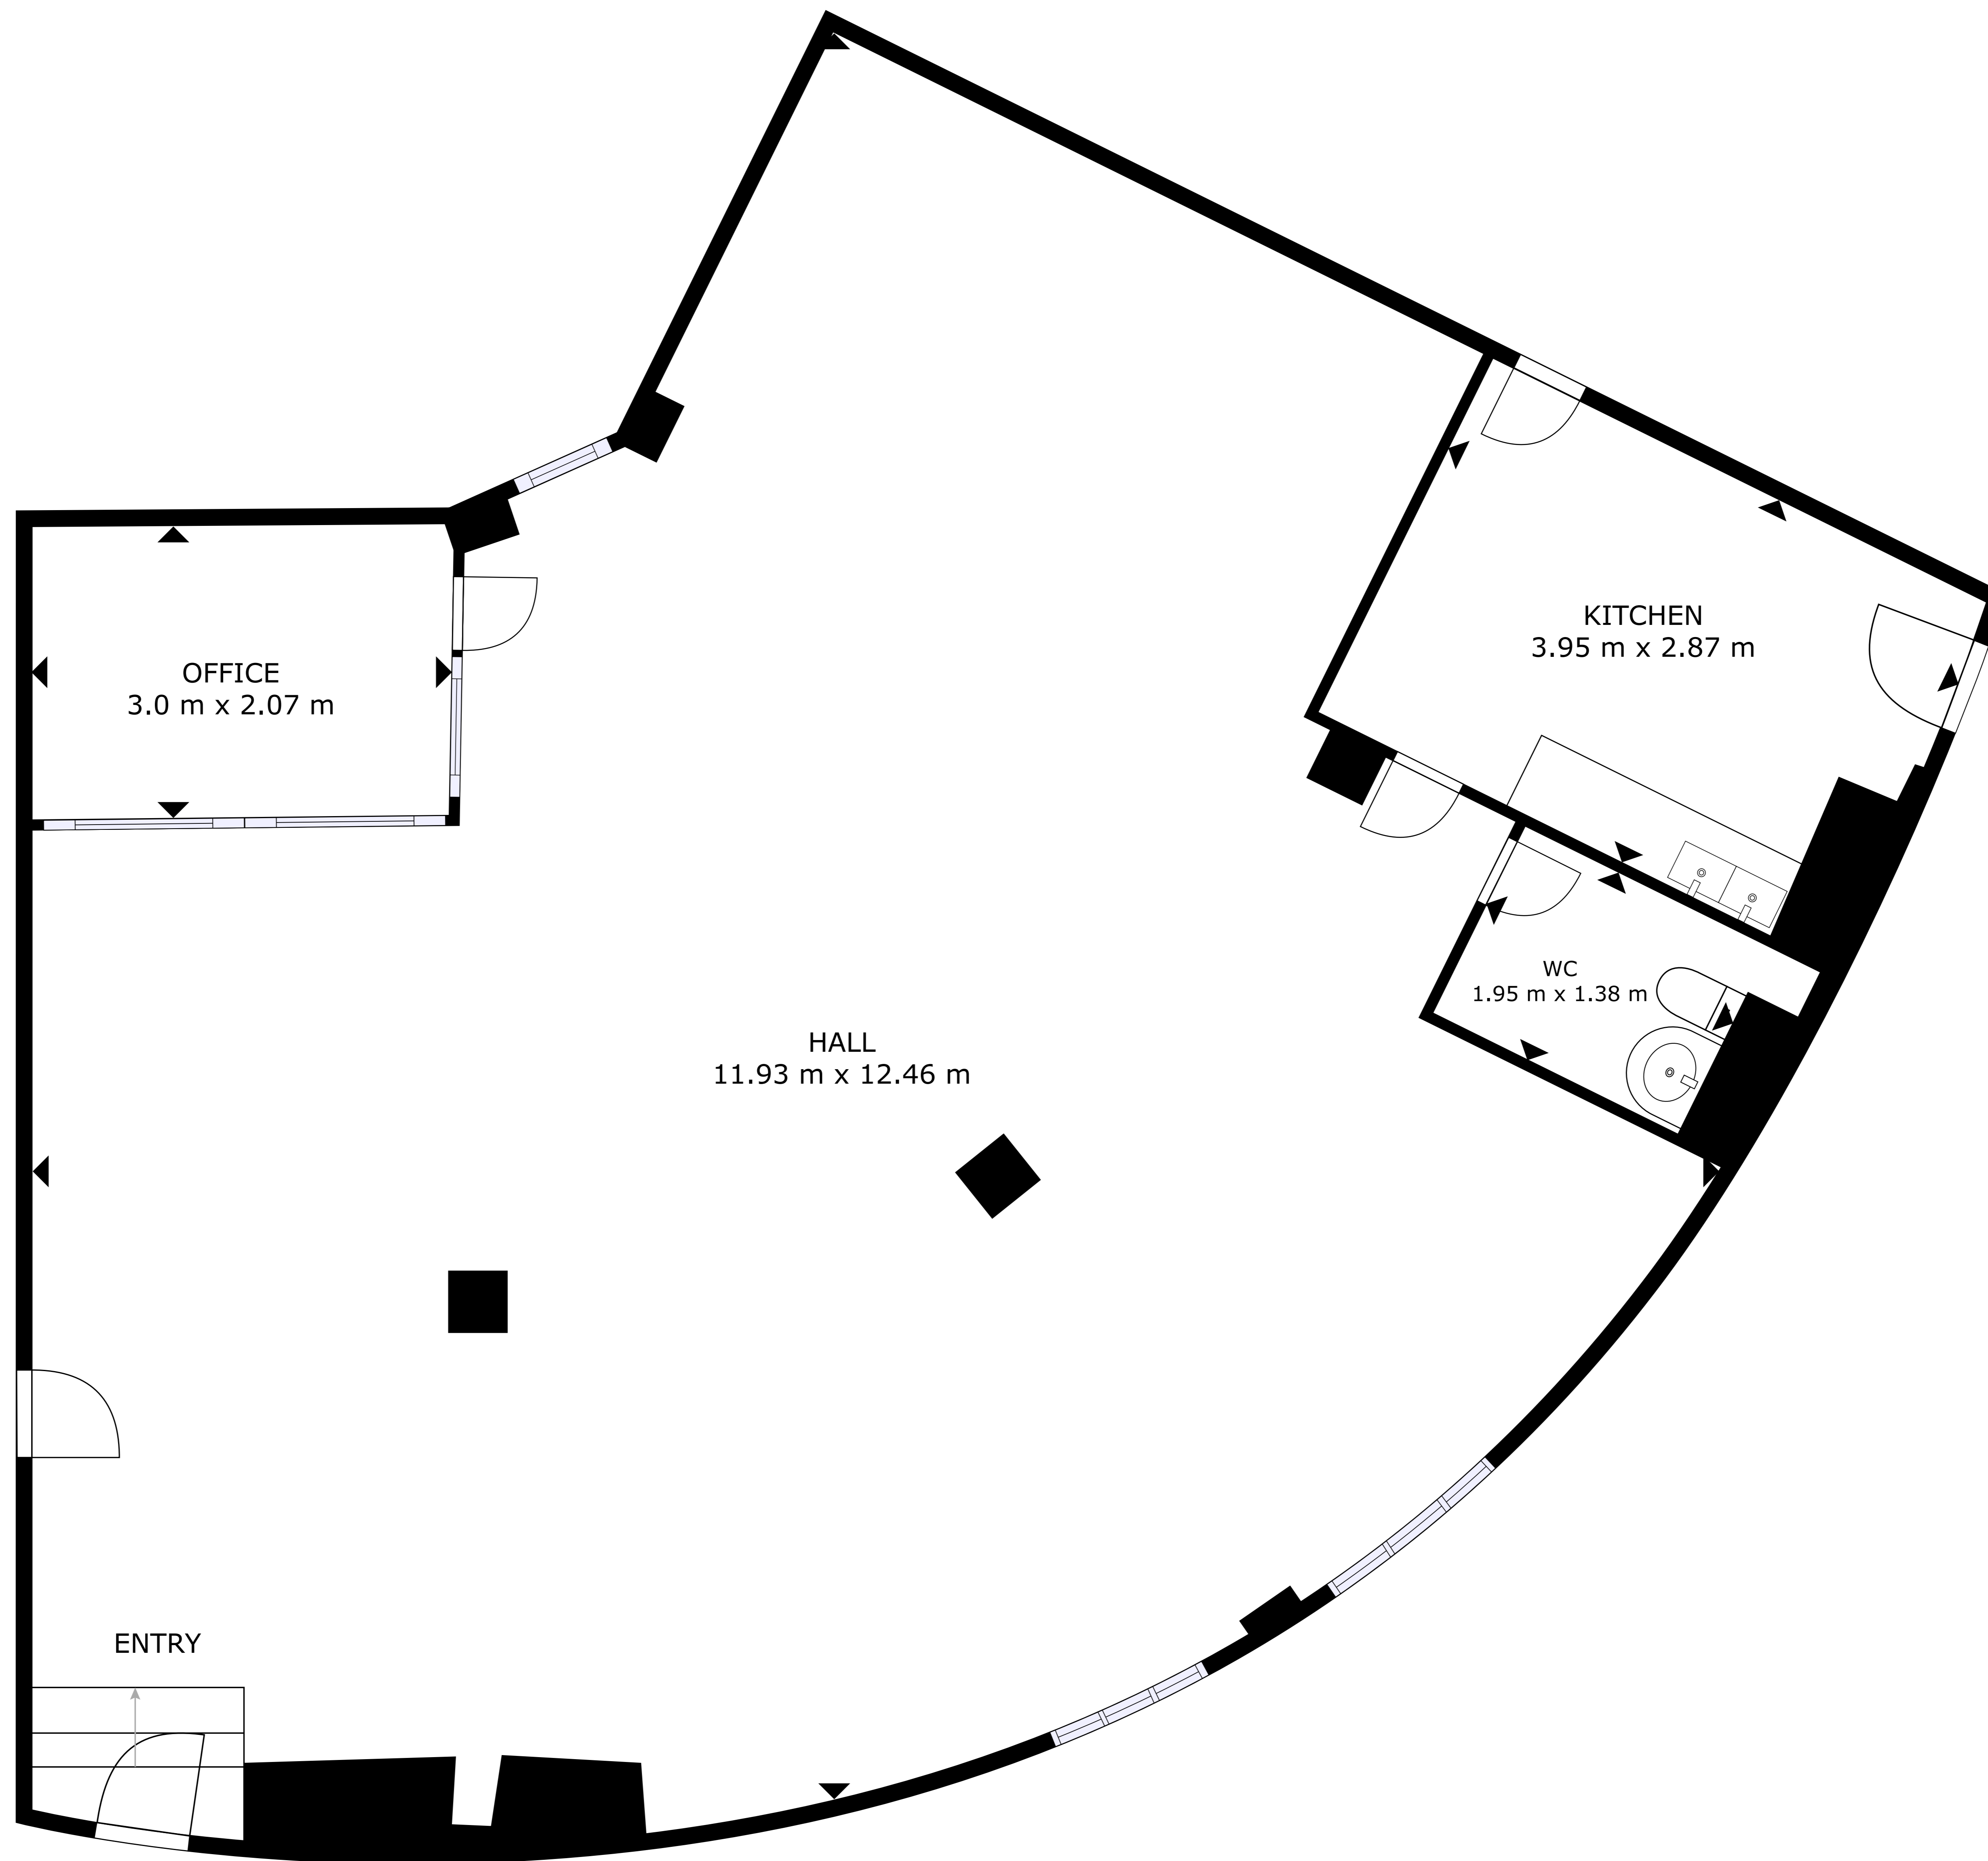 KITCHEN
3.95 m x 2.87 m
OFFICE
3.0 m x 2.07 m
WC
1.95 m x 1.38 m
HALL
11.93 m x 12.46 m
ENTRY